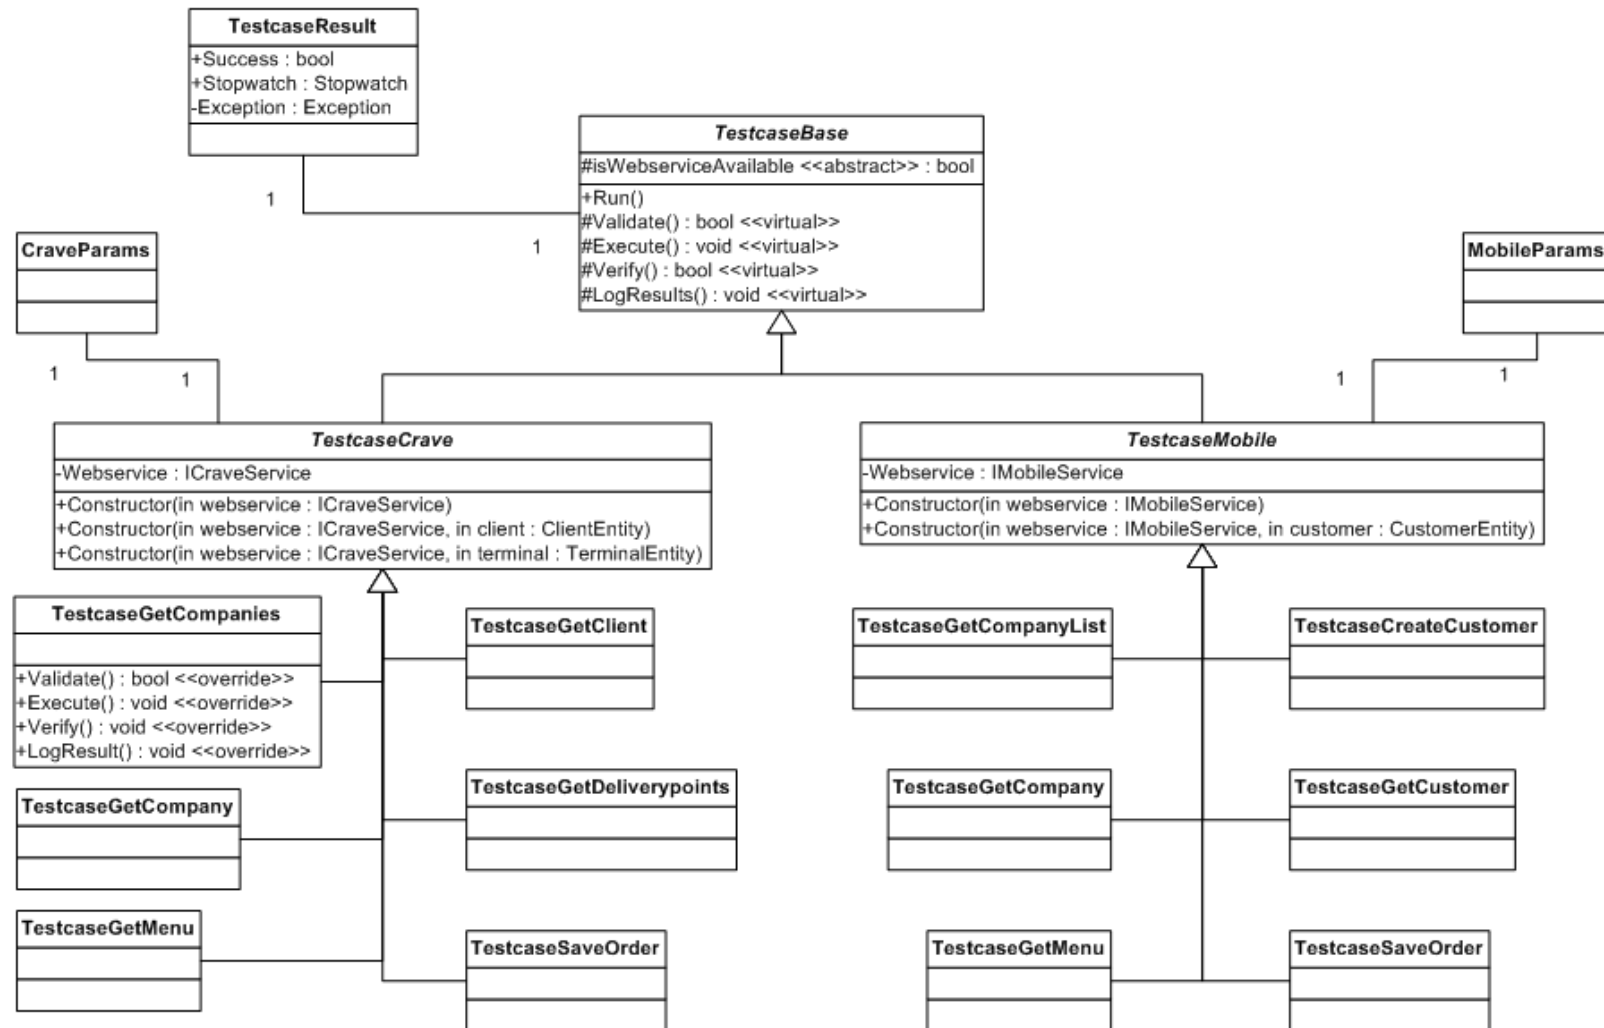 TestcaseResult
+Success : bool
+Stopwatch : Stopwatch
-Exception : Exception
TestcaseBase
#isWebserviceAvailable <<abstract>> : bool
+Run()
#Validate() : bool <<virtual>>
#Execute() : void <<virtual>>
#Verify() : bool <<virtual>>
#LogResults() : void <<virtual>>
1
1
CraveParams
1
1
MobileParams
1
1
TestcaseCrave
-Webservice : ICraveService
+Constructor(in webservice : ICraveService)
+Constructor(in webservice : ICraveService, in client : ClientEntity)
+Constructor(in webservice : ICraveService, in terminal : TerminalEntity)
TestcaseMobile
-Webservice : IMobileService
+Constructor(in webservice : IMobileService)
+Constructor(in webservice : IMobileService, in customer : CustomerEntity)
TestcaseGetCompanies
+Validate() : bool <<override>>
+Execute() : void <<override>>
+Verify() : void <<override>>
+LogResult() : void <<override>>
TestcaseGetClient
TestcaseGetCompanyList
TestcaseCreateCustomer
TestcaseGetCompany
TestcaseGetDeliverypoints
TestcaseGetCompany
TestcaseGetCustomer
TestcaseGetMenu
TestcaseSaveOrder
TestcaseGetMenu
TestcaseSaveOrder